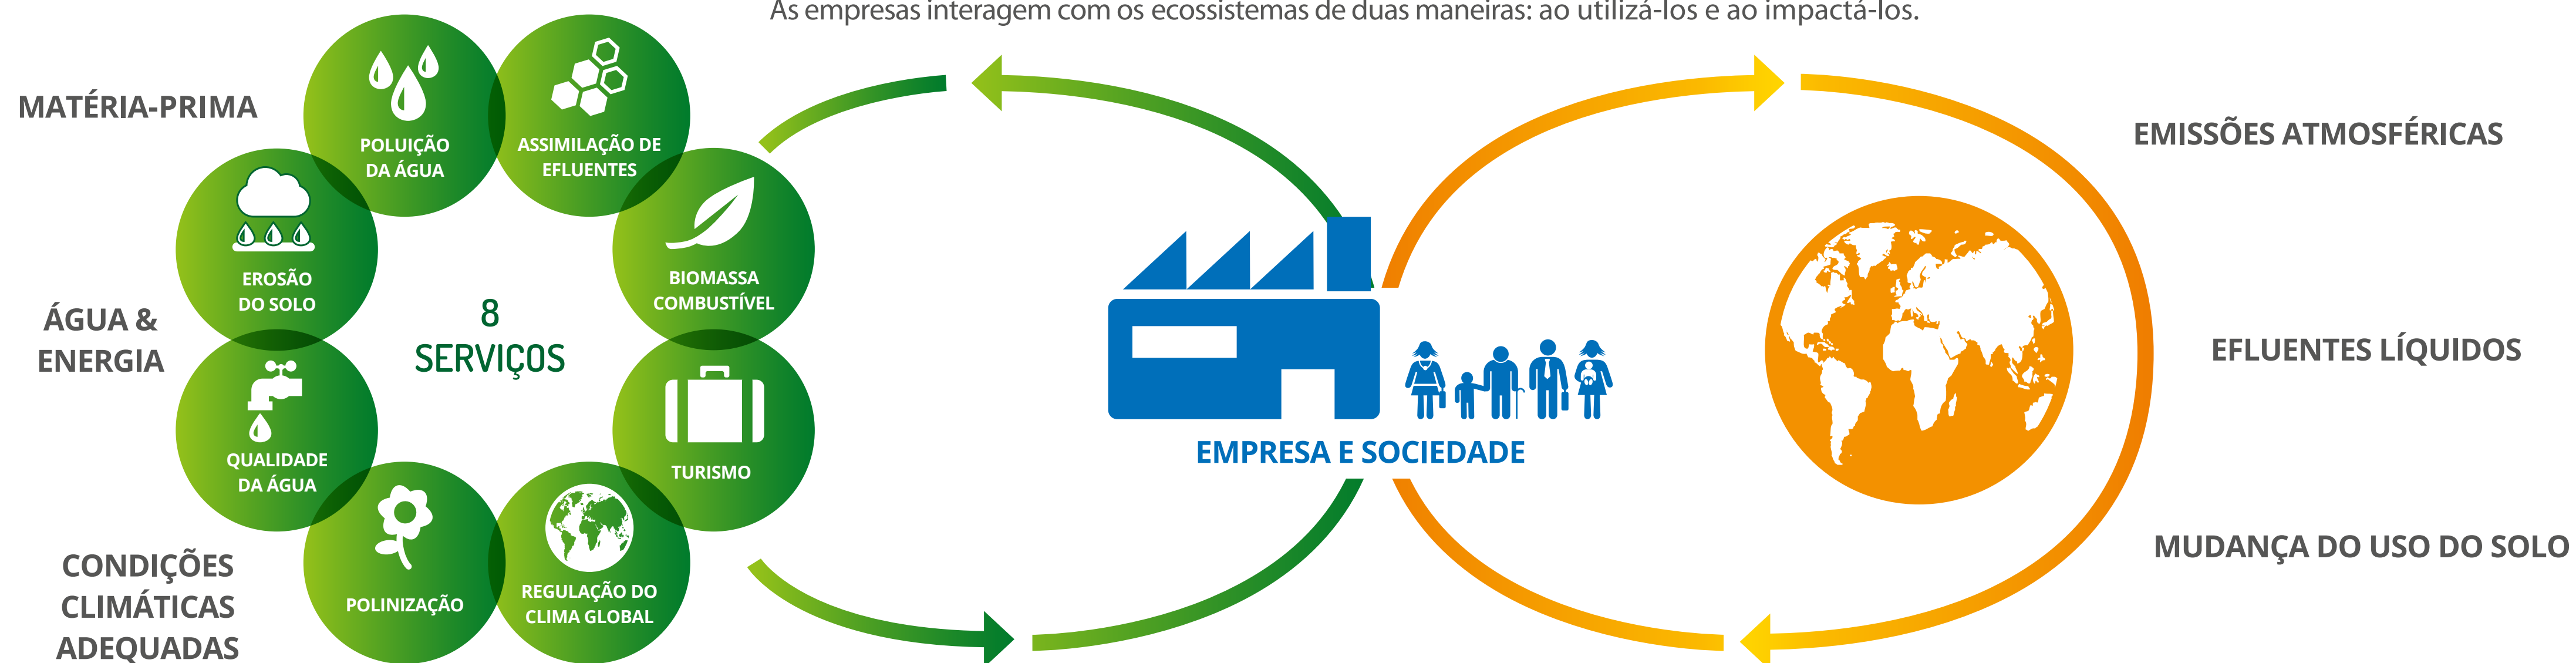 As empresas interagem com os ecossistemas de duas maneiras: ao utilizá-los e ao impactá-los.
MATÉRIA-PRIMA
ÁGUA &
ENERGIA
CONDIÇÕES
CLIMÁTICAS
ADEQUADAS
POLUIÇÃO
DA ÁGUA
ASSIMILAÇÃO DE
EFLUENTES
EROSÃO
DO SOLO
BIOMASSA
COMBUSTÍVEL
8
SERVIÇOS
QUALIDADE
DA ÁGUA
TURISMO
POLINIZAÇÃO
REGULAÇÃO DO
CLIMA GLOBAL
EMPRESA E SOCIEDADE
EMISSÕES ATMOSFÉRICAS
EFLUENTES LÍQUIDOS
MUDANÇA DO USO DO SOLO